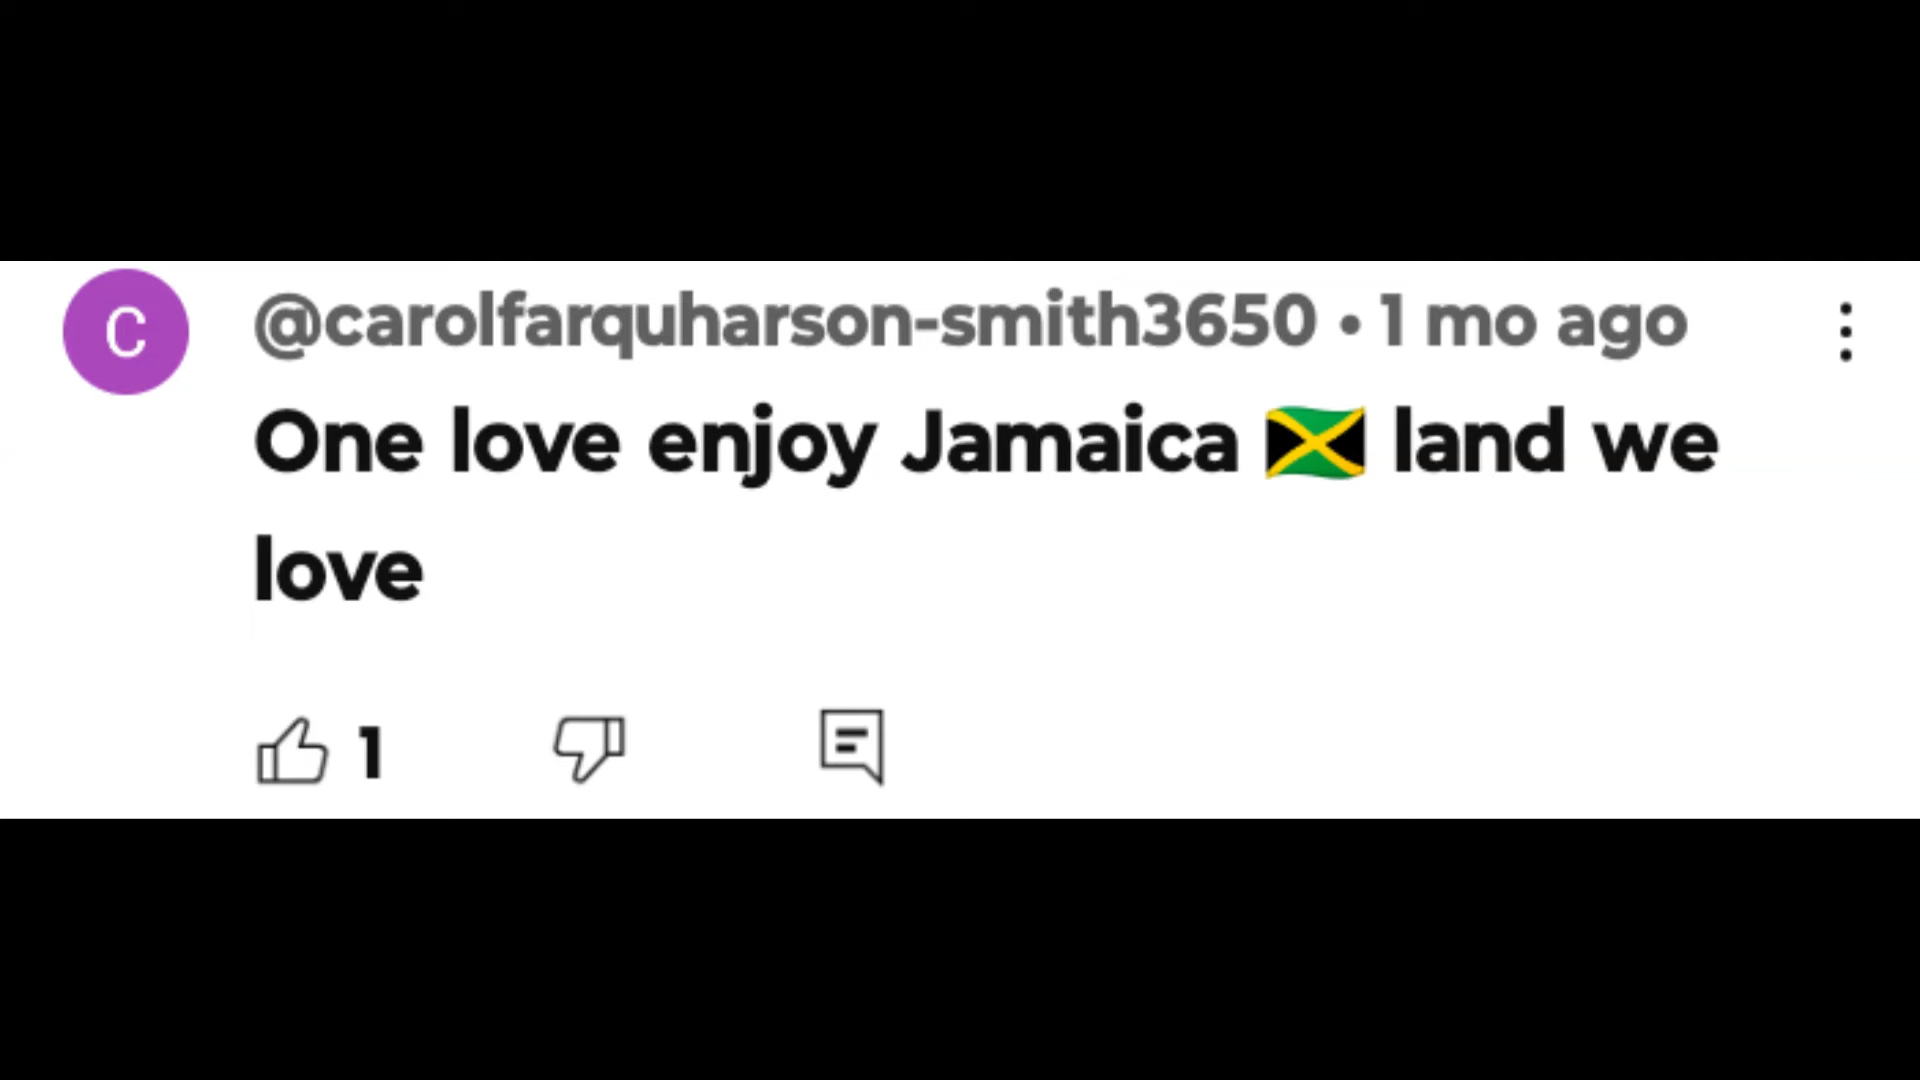 C
@carolfarquharson-smith3650 • 1 mo ago
One love enjoy Jamaica 🇯🇲 land we
love
1